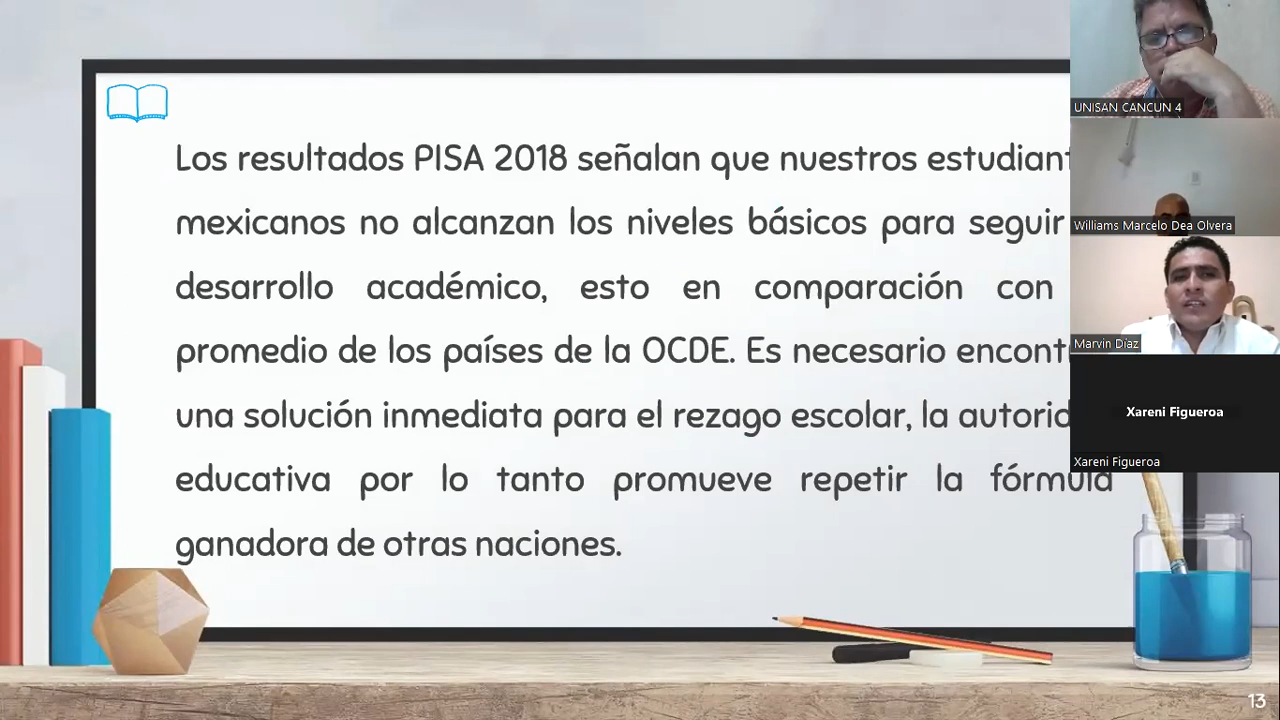 Los resultados PISA 2018 señalan que nuestros
mexicanos no alcanzan los niveles básicos para seguir
desarrollo académico, esto en comparación con
promedio de los países de la OCDE. Es necesario
una solución inmediata para el rezago escolar, la
educativa por lo tanto promueve repetir la fórmula
ganadora de otras naciones.
UNISAN CANCUN 4
Williams Marcelo Dea Olvera
Marvin Díaz
Xareni Figueroa
Xareni Figueroa
13